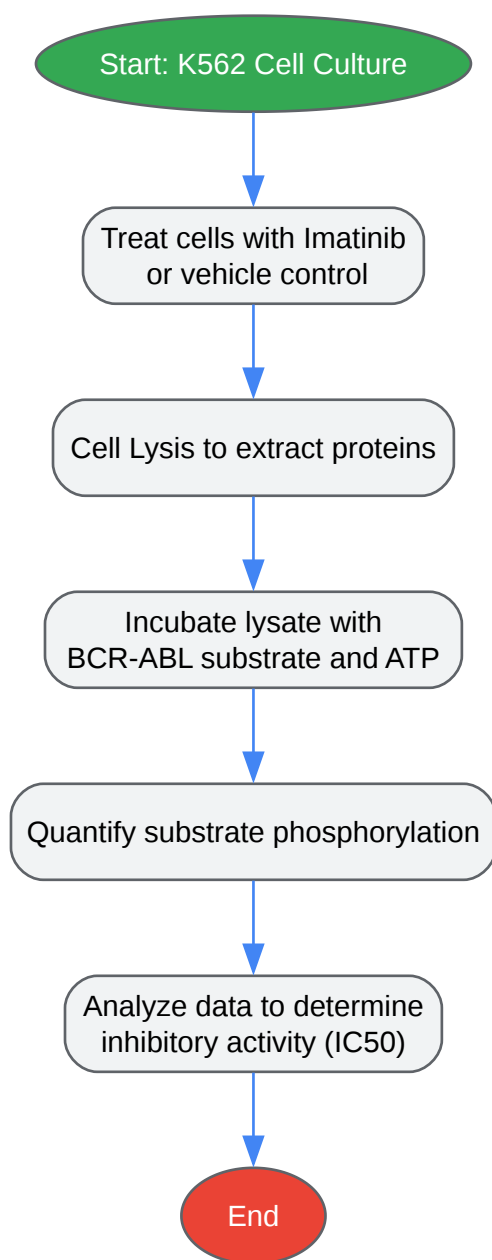 Start: K562 Cell Culture
Treat cells with Imatinib
or vehicle control
Cell Lysis to extract proteins
Incubate lysate with
BCR-ABL substrate and ATP
Quantify substrate phosphorylation
Analyze data to determine
inhibitory activity (IC50)
End